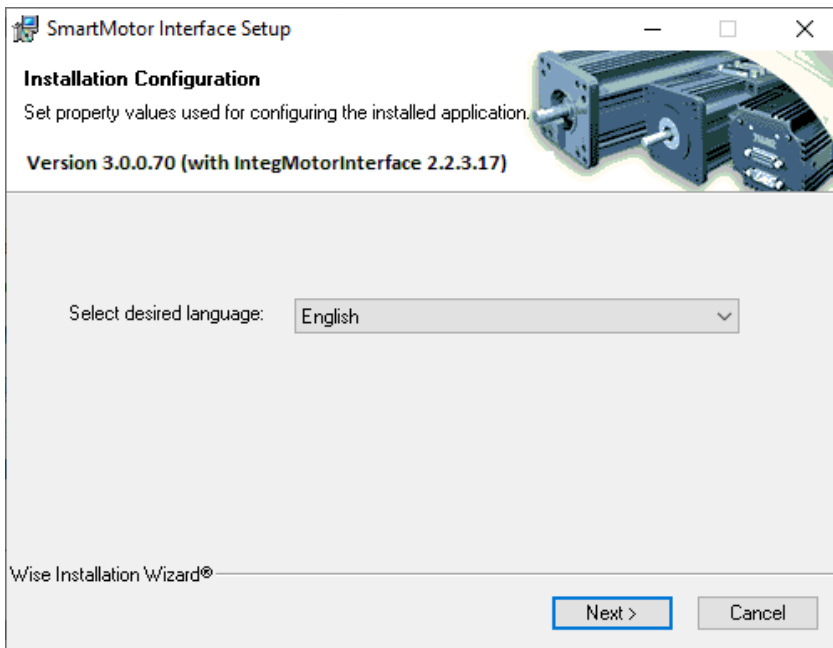 SmartMotor Interface Setup
Installation Configuration
Set property values used for configuring the installed application.
Version 3.0.0.70 (with IntegMotorInterface 2.2.3.17)
Select desired language:
English
Wise Installation Wizard®
Next >
Cancel